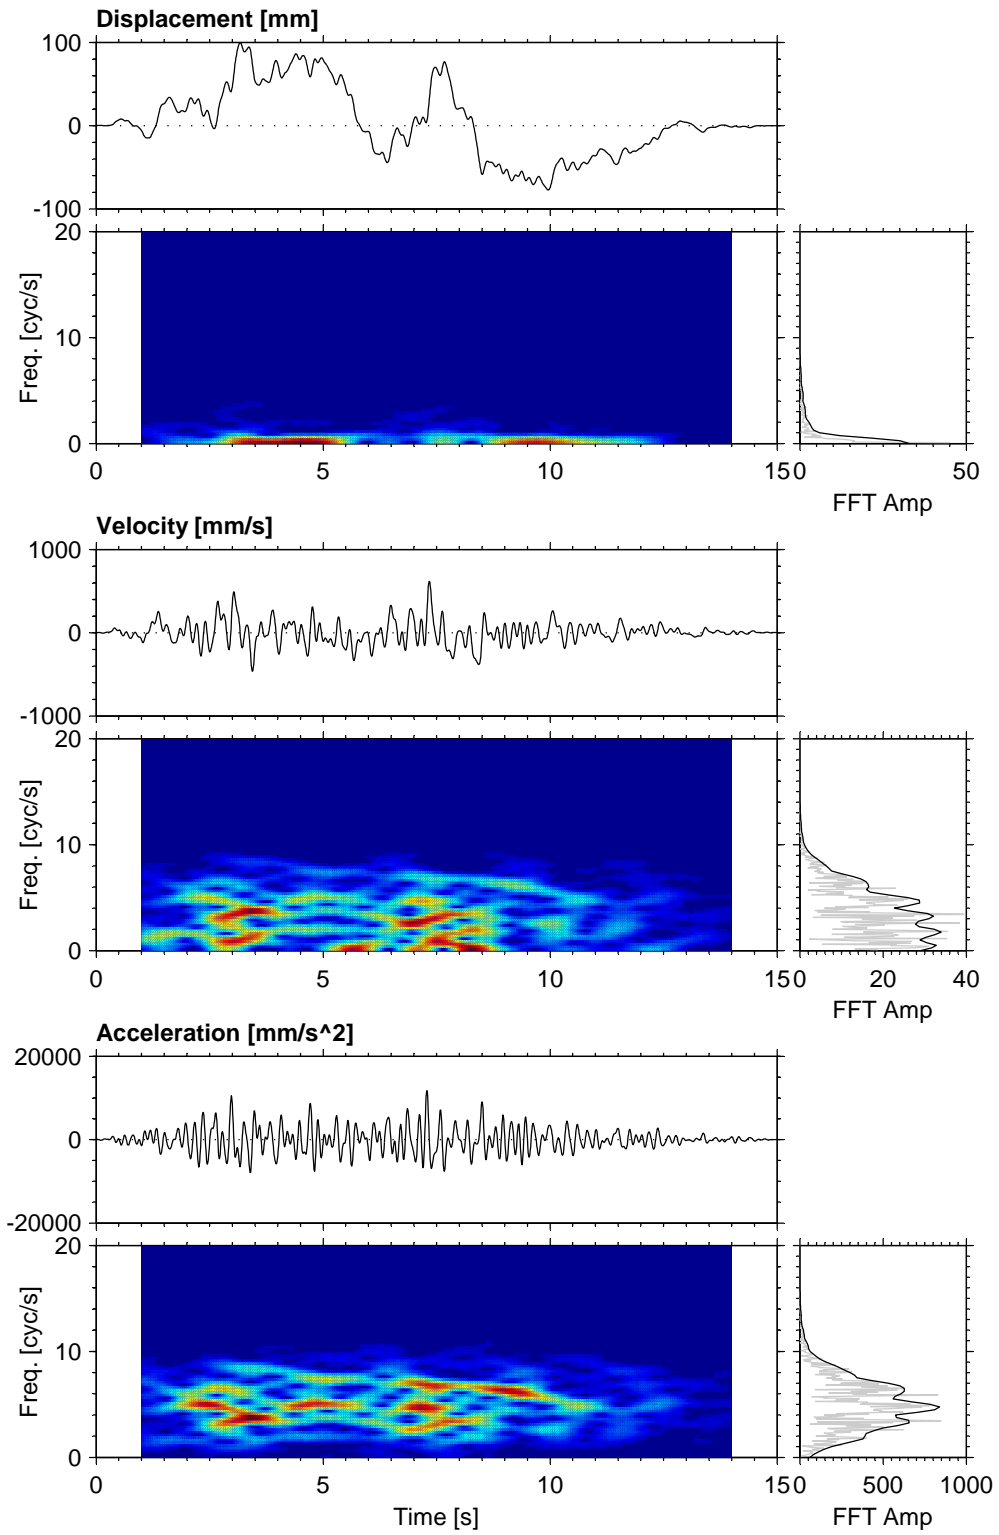 Displacement [mm]
100
0
-100
20
10
0
Freq. [cyc/s]
0 5 10 15
0 50
FFT Amp
Velocity [mm/s]
1000
0
-1000
20
10
0
Freq. [cyc/s]
0 5 10 15
0 20 40
FFT Amp
Acceleration [mm/s^2]
20000
0
-20000
20
10
0
Freq. [cyc/s]
0 5 10 15
0 500 1000
Time [s]
FFT Amp